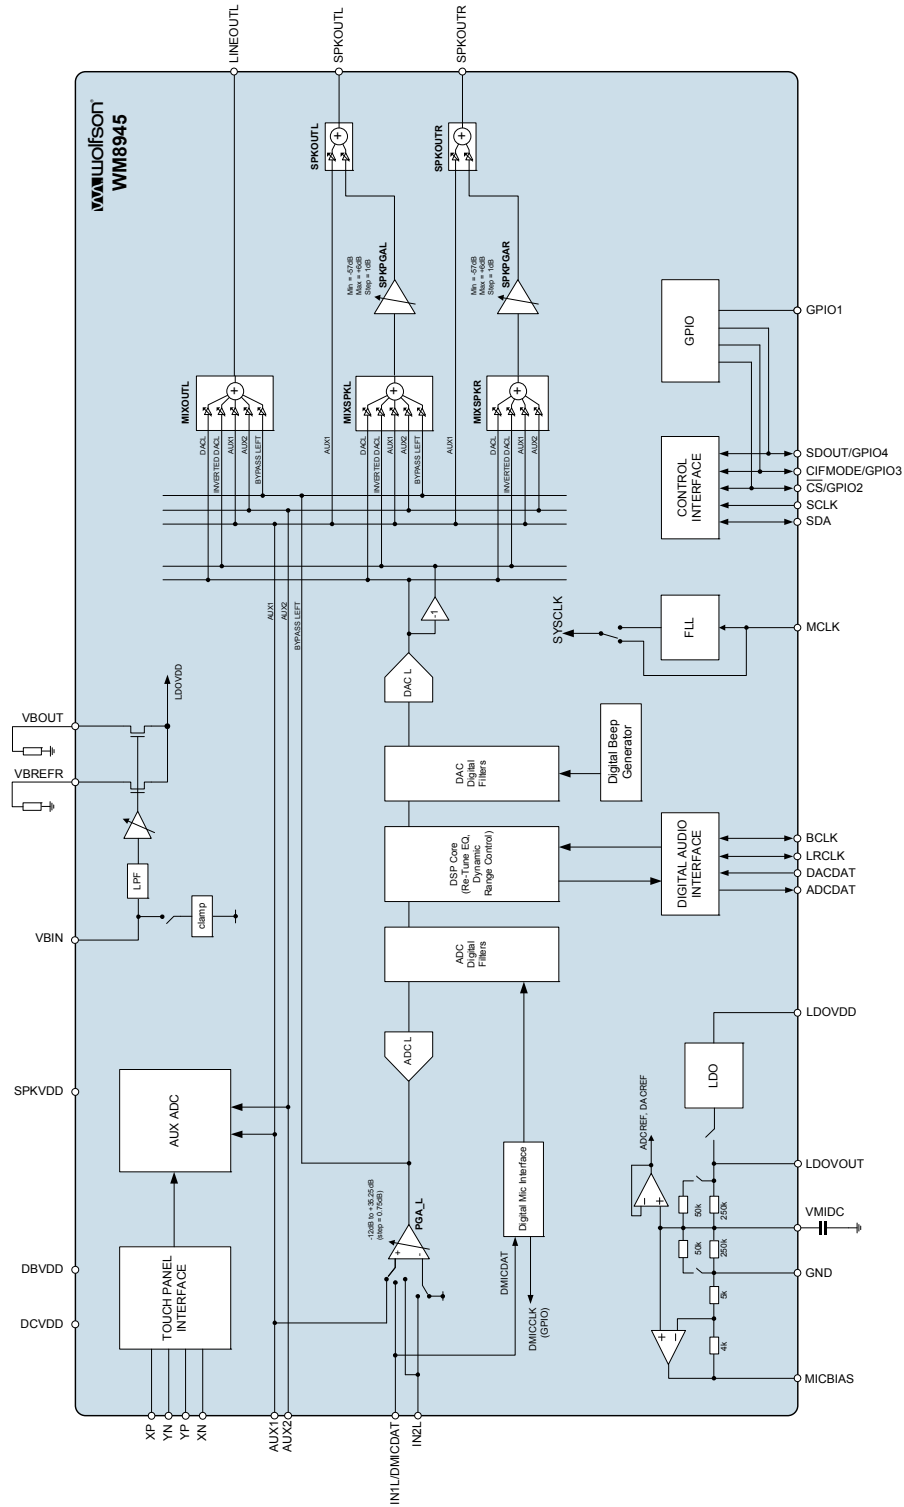 wolfson
WM8945
LINEOUTL
SPKOUTL
SPKOUTR
SPKOUTL
SPKOUTR
Min = -57dB
Max = +6dB
Step = 1dB
SPKPGAL
Min = -57dB
Max = +6dB
Step = 1dB
SPKPGAR
MIXOUTL
DACL
INVERTED DACL
AUX1
AUX2
BYPASS LEFT
AUX1
MIXSPKL
DACL
INVERTED DACL
AUX1
AUX2
BYPASS LEFT
AUX1
MIXSPKR
DACL
INVERTED DACL
AUX1
AUX2
GPIO
GPIO1
CONTROL
INTERFACE
SDOUT/GPIO4
CIFMODE/GPIO3
CS/GPIO2
SCLK
SDA
AUX1
AUX2
BYPASS LEFT
-1
SYSCLK
FLL
MCLK
DAC L
VBOUT
VBREFR
LDOVDD
LPF
clamp
VBIN
DAC
Digital
Filters
Digital Beep
Generator
DSP Core
(Re-Tune EQ,
Dynamic
Range Control)
DIGITAL AUDIO
INTERFACE
BCLK
LRCLK
DACDAT
ADCDAT
ADC
Digital
Filters
ADC L
SPKVDD
DBVDD
DCVDD
AUX ADC
TOUCH PANEL
INTERFACE
XP
YN
YP
XN
AUX1
AUX2
IN1L/DMICDAT
IN2L
-12dB to +35.25dB
(step = 0.75dB)
PGA_L
+
-
Digital Mic Interface
DMICDAT
DMICCLK
(GPIO)
LDO
LDOVDD
ADCREF, DACREF
LDOVOUT
50k
250k
VMIDC
50k
250k
GND
5k
4k
MICBIAS